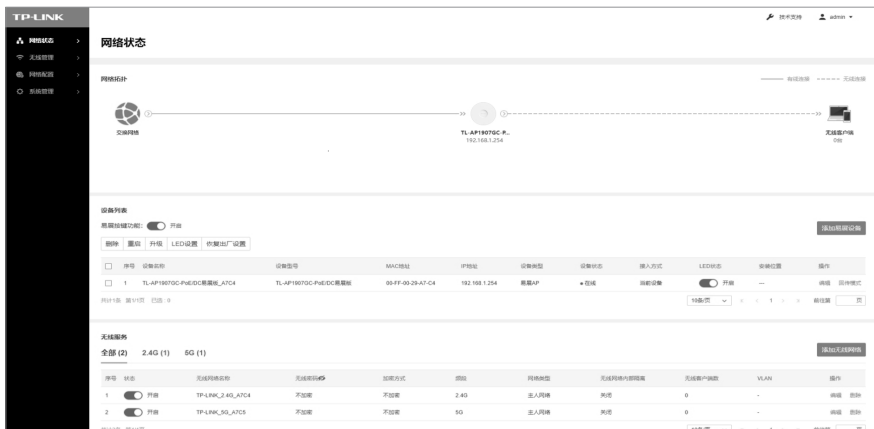 TP-LINK
技术支持 admin
网络状态
无线管理
网络配置
系统管理
网络状态
网络拓扑
有线连接 无线连接
交换网络
TL-AP1907GC-P...
192.168.1.254
无线客户端
0台
设备列表
易展按键功能: 开启
添加易展设备
删除 重启 升级 LED设置 恢复出厂设置
序号 设备名称 设备型号 MAC地址 IP地址 设备类型 设备状态 接入方式 LED状态 安装位置 操作
1 TL-AP1907GC-PoE/DC易展版_A7C4 TL-AP1907GC-PoE/DC易展版 00-FF-00-29-A7-C4 192.168.1.254 易展AP 在线 当前设备 开启 — 编辑 回传模式
共计1条 第1/1页 已选: 0 10条/页 « < 1 > » 前往第 页
无线服务
全部 (2) 2.4G (1) 5G (1)
添加无线网络
序号 状态 无线网络名称 无线密码 加密方式 频段 网络类型 无线网络内部隔离 无线客户端数 VLAN 操作
1 开启 TP-LINK_2.4G_A7C4 不加密 不加密 2.4G 主人网络 关闭 0 - 编辑 删除
2 开启 TP-LINK_5G_A7C5 不加密 不加密 5G 主人网络 关闭 0 - 编辑 删除